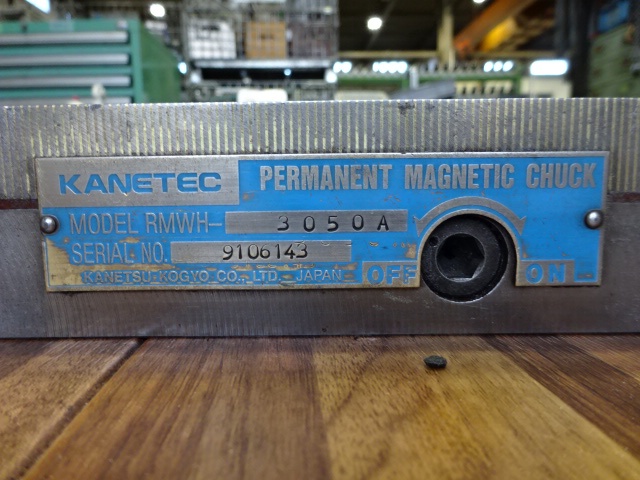 KANETEC
PERMANENT MAGNETIC CHUCK
MODEL RMWH- 3050A
SERIAL NO. 9106143
KANETSU-KOGYO CO., LTD. JAPAN
OFF ON